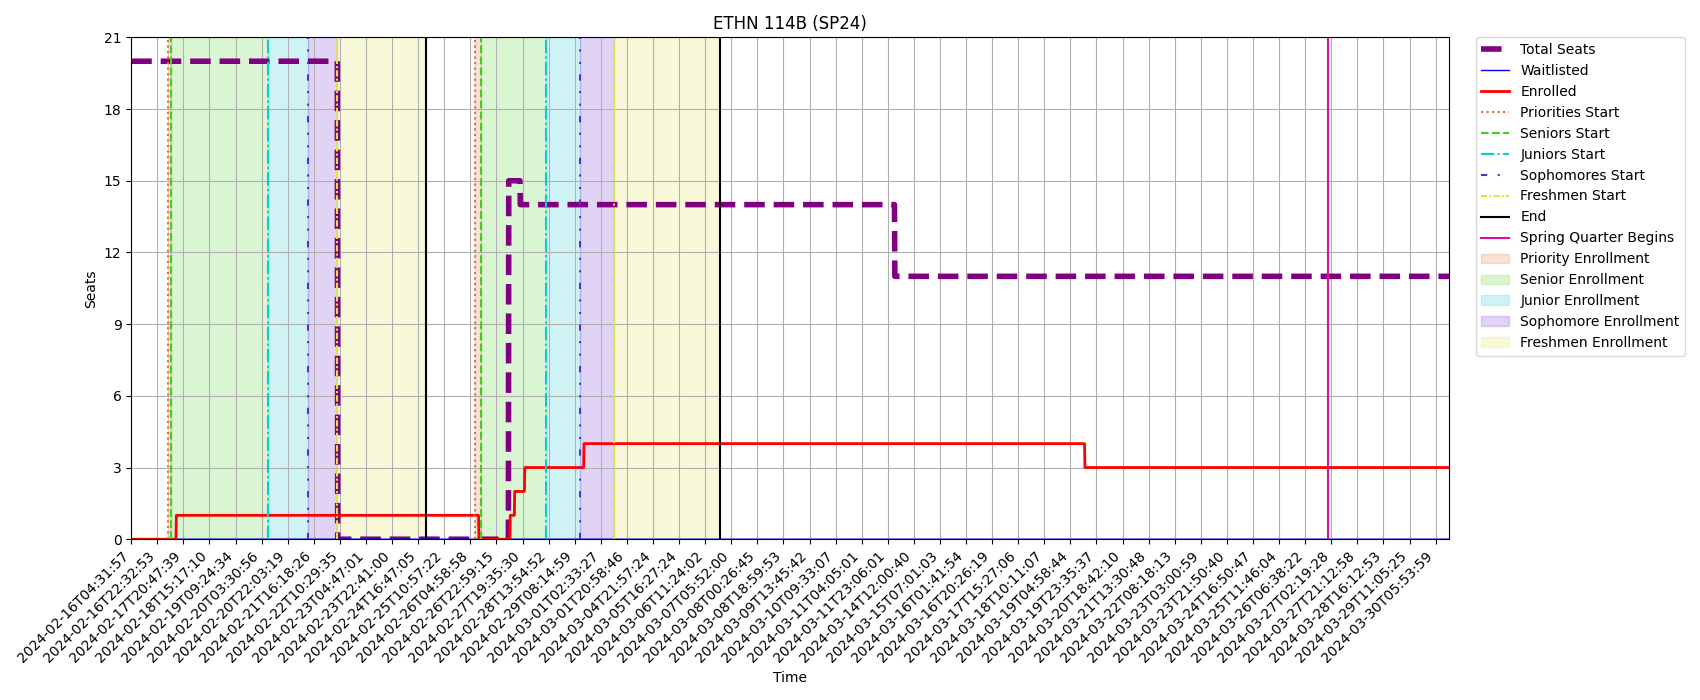 ETHN 114B (SP24)
21
18
15
12
9
6
3
0
Seats
2024-02-16T04:31:57
2024-02-16T22:32:53
2024-02-17T20:47:39
2024-02-18T15:17:10
2024-02-19T09:24:34
2024-02-20T03:30:56
2024-02-20T22:03:19
2024-02-21T16:18:26
2024-02-22T10:29:35
2024-02-23T04:47:01
2024-02-23T22:41:00
2024-02-24T16:47:05
2024-02-25T10:57:22
2024-02-26T04:58:58
2024-02-26T22:59:15
2024-02-27T19:35:30
2024-02-28T13:54:52
2024-02-29T08:14:59
2024-03-01T02:33:27
2024-03-01T20:58:46
2024-03-04T21:57:24
2024-03-05T16:27:24
2024-03-06T11:24:02
2024-03-07T05:52:00
2024-03-08T00:26:45
2024-03-08T18:59:53
2024-03-09T13:45:42
2024-03-10T09:33:07
2024-03-11T04:05:01
2024-03-11T23:06:01
2024-03-14T12:00:40
2024-03-15T07:01:03
2024-03-16T01:41:54
2024-03-16T20:26:19
2024-03-17T15:27:06
2024-03-18T10:11:07
2024-03-19T04:58:44
2024-03-19T23:35:37
2024-03-20T18:42:10
2024-03-21T13:30:48
2024-03-22T08:18:13
2024-03-23T03:00:59
2024-03-23T21:50:40
2024-03-24T16:50:47
2024-03-25T11:46:04
2024-03-26T06:38:22
2024-03-27T02:19:28
2024-03-27T21:12:58
2024-03-28T16:12:53
2024-03-29T11:05:25
2024-03-30T05:53:59
Time
Total Seats
Waitlisted
Enrolled
Priorities Start
Seniors Start
Juniors Start
Sophomores Start
Freshmen Start
End
Spring Quarter Begins
Priority Enrollment
Senior Enrollment
Junior Enrollment
Sophomore Enrollment
Freshmen Enrollment